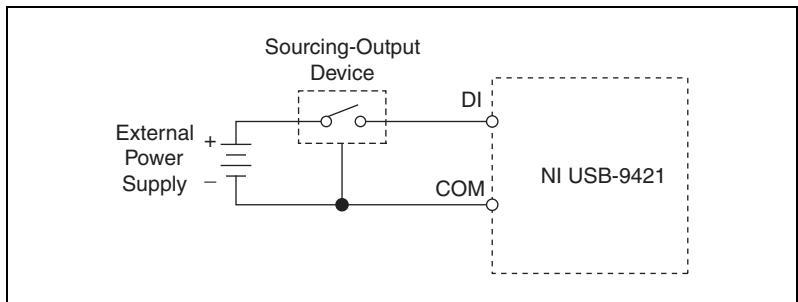 Sourcing-Output
Device
DI
External
Power
Supply
+
–
COM
NI USB-9421